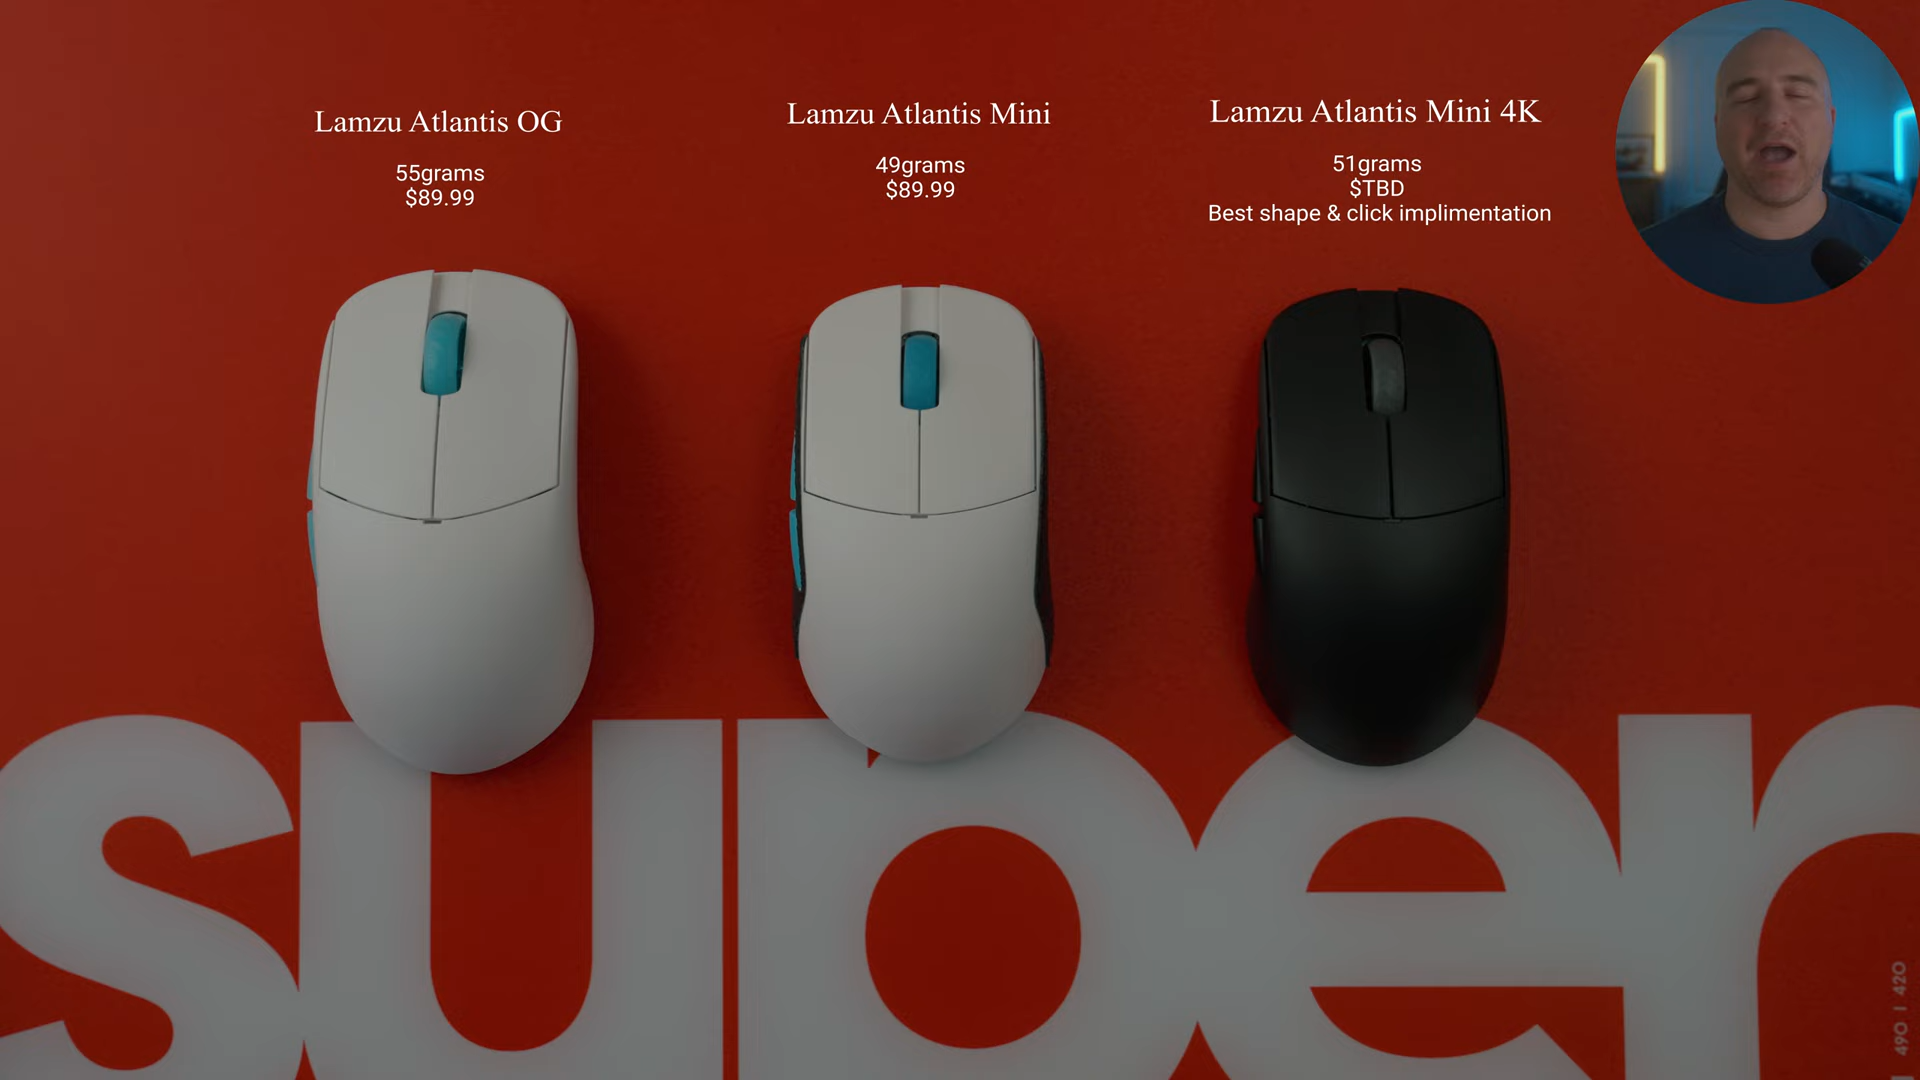 Lamzu Atlantis OG
55grams
$89.99
Lamzu Atlantis Mini
49grams
$89.99
Lamzu Atlantis Mini 4K
51grams
$TBD
Best shape & click implimentation
super
490 | 420